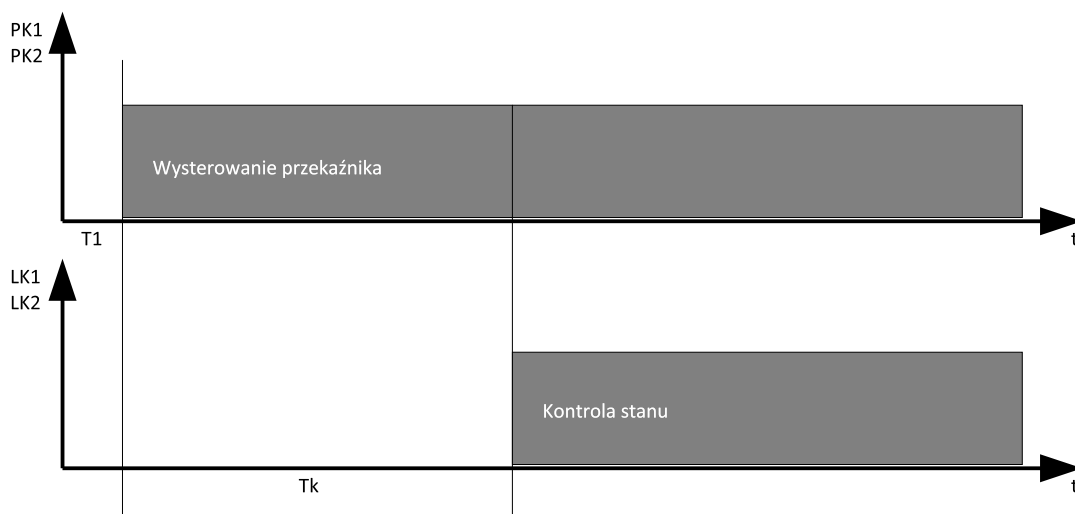 PK1
PK2
Wysterowanie przekaźnika
T1
t
LK1
LK2
Kontrola stanu
Tk
t